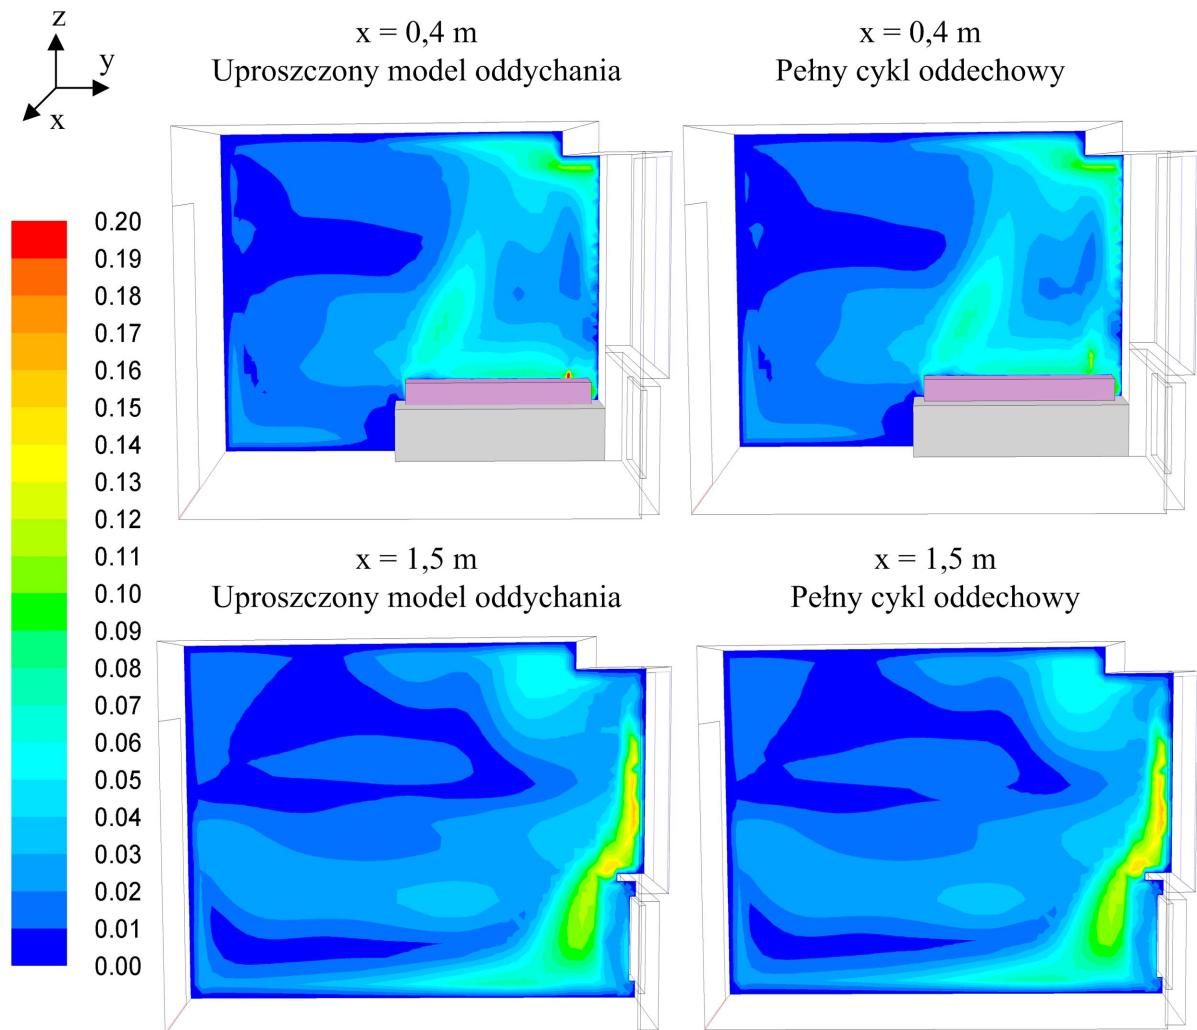 z
y
x
x = 0,4 m
Uproszczony model oddychania
x = 0,4 m
Pełny cykl oddechowy
0.20
0.19
0.18
0.17
0.16
0.15
0.14
0.13
0.12
0.11
0.10
0.09
0.08
0.07
0.06
0.05
0.04
0.03
0.02
0.01
0.00
x = 1,5 m
Uproszczony model oddychania
x = 1,5 m
Pełny cykl oddechowy